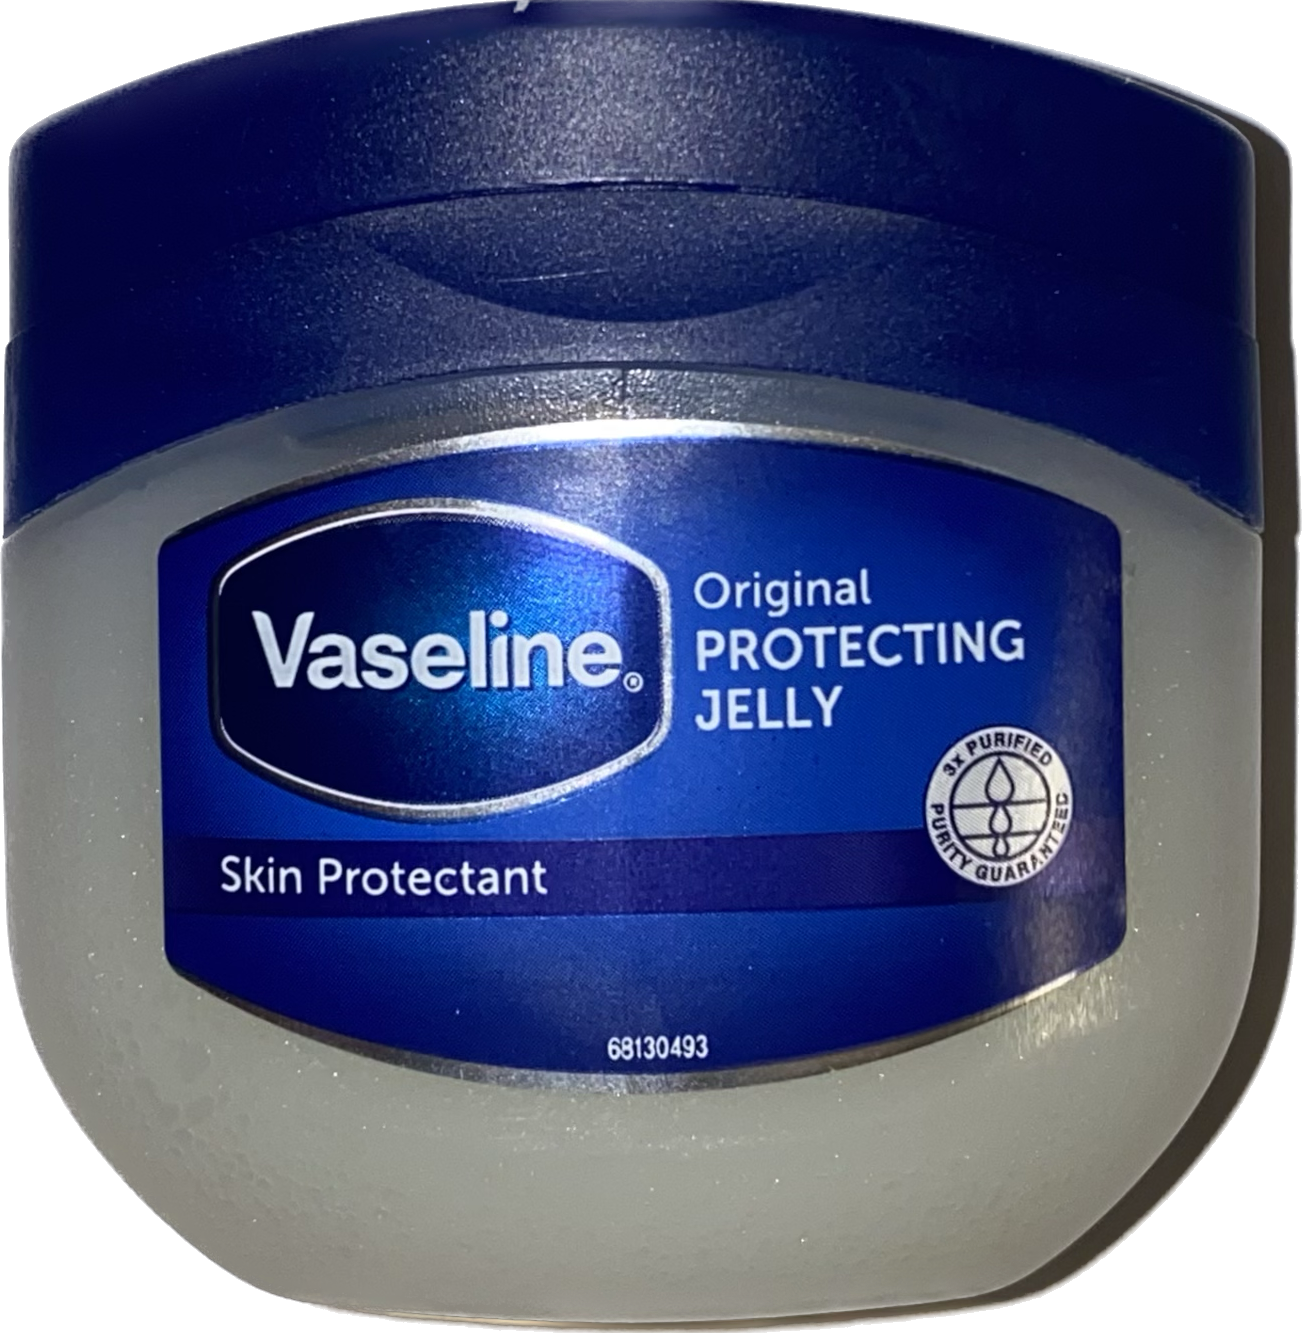 Vaseline®
Original
PROTECTING
JELLY
3x PURIFIED
PURITY GUARANTEED
Skin Protectant
68130493